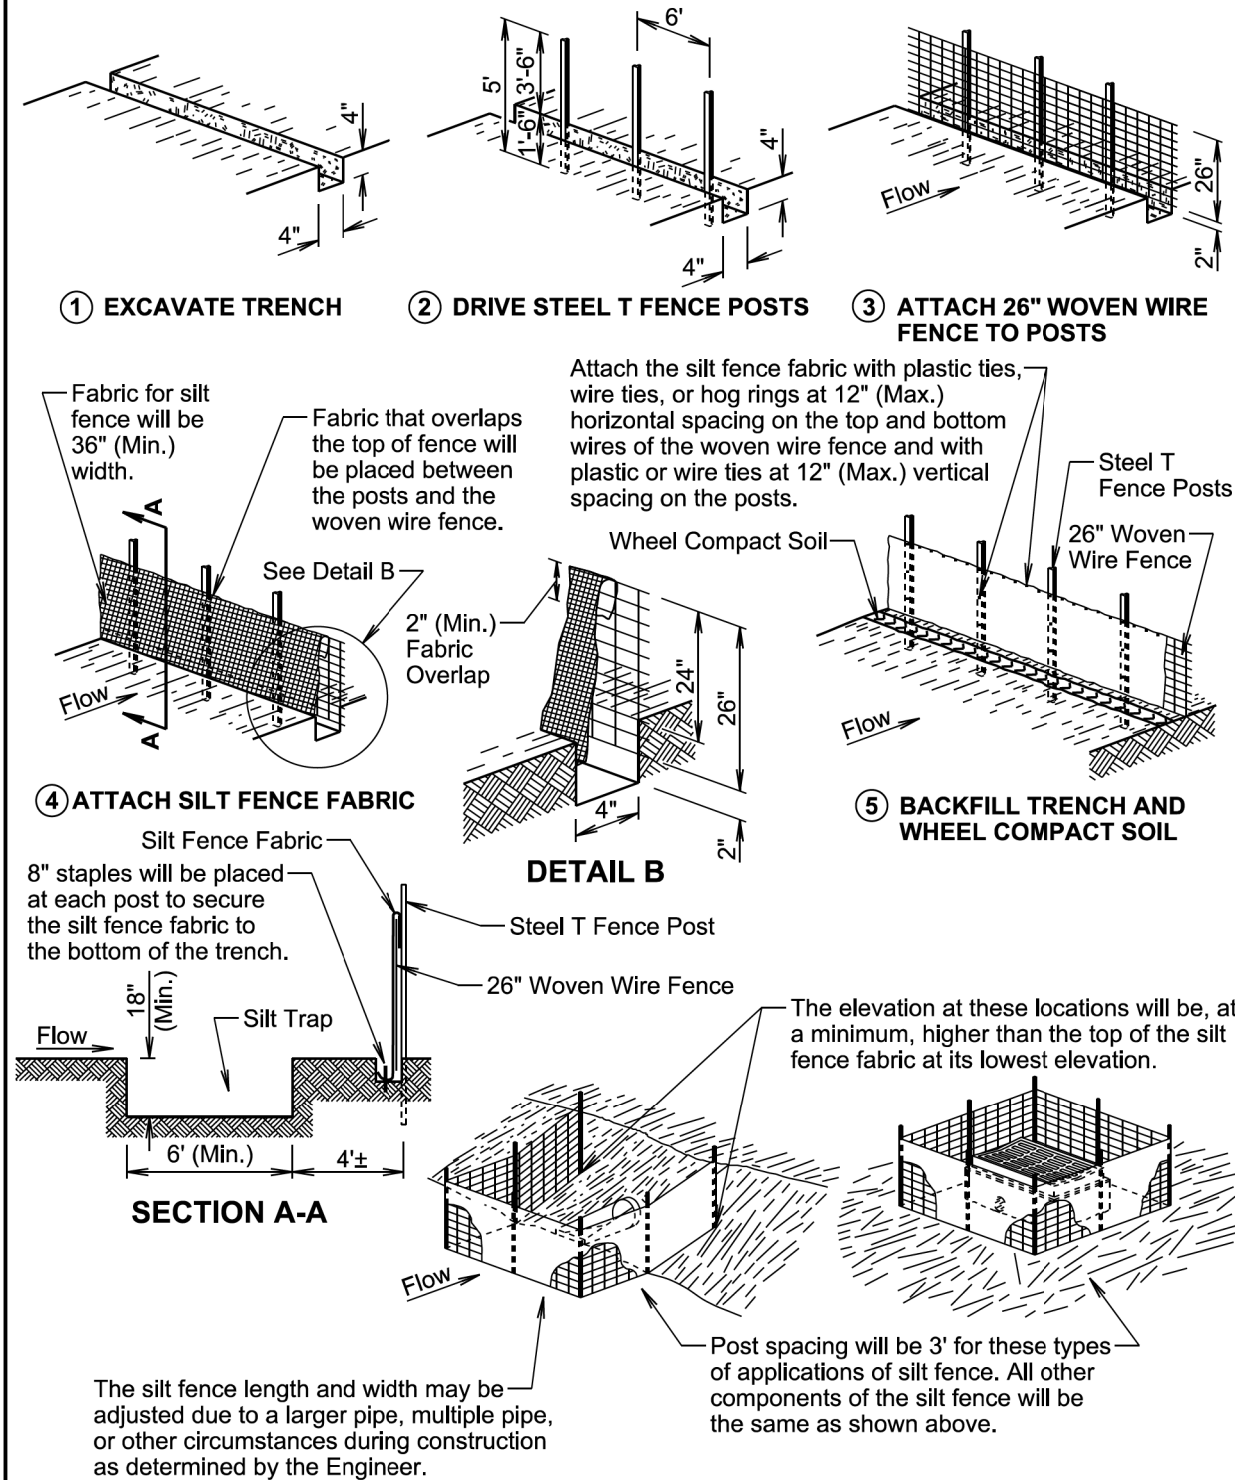 6'
5'
3'-6"
1'-6"
4"
4"
4"
4"
Flow
26"
2"
① EXCAVATE TRENCH
② DRIVE STEEL T FENCE POSTS
③ ATTACH 26" WOVEN WIRE
FENCE TO POSTS
Fabric for silt
fence will be
36" (Min.)
width.
Fabric that overlaps
the top of fence will
be placed between
the posts and the
woven wire fence.
Attach the silt fence fabric with plastic ties,
wire ties, or hog rings at 12" (Max.)
horizontal spacing on the top and bottom
wires of the woven wire fence and with
plastic or wire ties at 12" (Max.) vertical
spacing on the posts.
Steel T
Fence Posts
26" Woven
Wire Fence
Wheel Compact Soil
A
See Detail B
Flow
A
2" (Min.)
Fabric
Overlap
24"
26"
4"
2"
Flow
④ ATTACH SILT FENCE FABRIC
DETAIL B
⑤ BACKFILL TRENCH AND
WHEEL COMPACT SOIL
Silt Fence Fabric
8" staples will be placed
at each post to secure
the silt fence fabric to
the bottom of the trench.
Steel T Fence Post
26" Woven Wire Fence
18"
(Min.)
Silt Trap
Flow
6' (Min.)
4'±
SECTION A-A
The elevation at these locations will be, at
a minimum, higher than the top of the silt
fence fabric at its lowest elevation.
Flow
Post spacing will be 3' for these types
of applications of silt fence. All other
components of the silt fence will be
the same as shown above.
The silt fence length and width may be
adjusted due to a larger pipe, multiple pipe,
or other circumstances during construction
as determined by the Engineer.